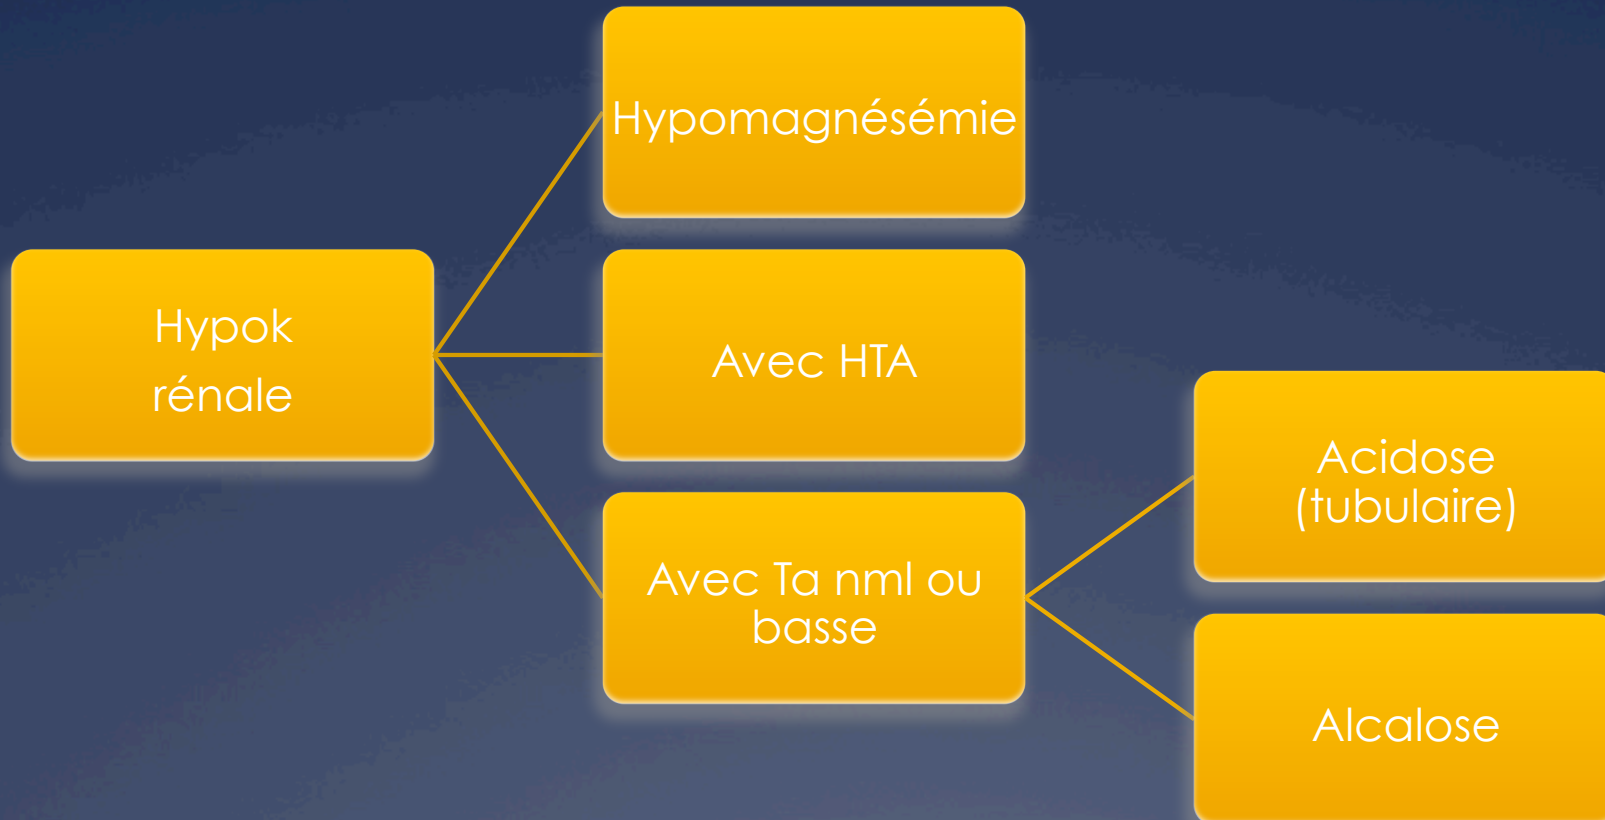 Hypok
rénale
Hypomagnésémie
Avec HTA
Avec Ta nml ou
basse
Acidose
(tubulaire)
Alcalose